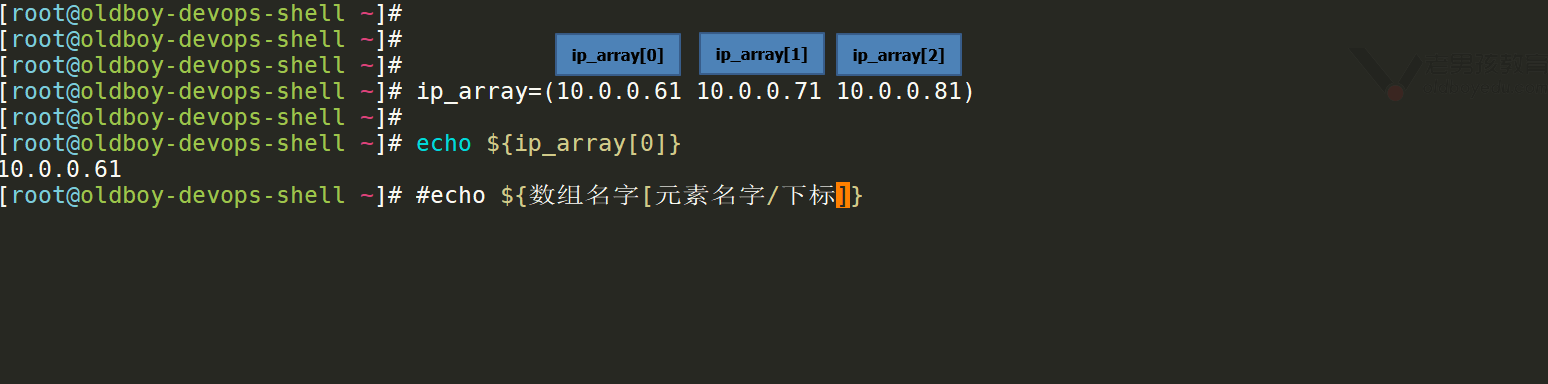 [root@oldboy-devops-shell ~]#
[root@oldboy-devops-shell ~]#
[root@oldboy-devops-shell ~]#
ip_array[0] ip_array[1] ip_array[2]
[root@oldboy-devops-shell ~]# ip_array=(10.0.0.61 10.0.0.71 10.0.0.81)
[root@oldboy-devops-shell ~]#
[root@oldboy-devops-shell ~]# echo ${ip_array[0]}
10.0.0.61
[root@oldboy-devops-shell ~]# #echo ${数组名字[元素名字/下标]}